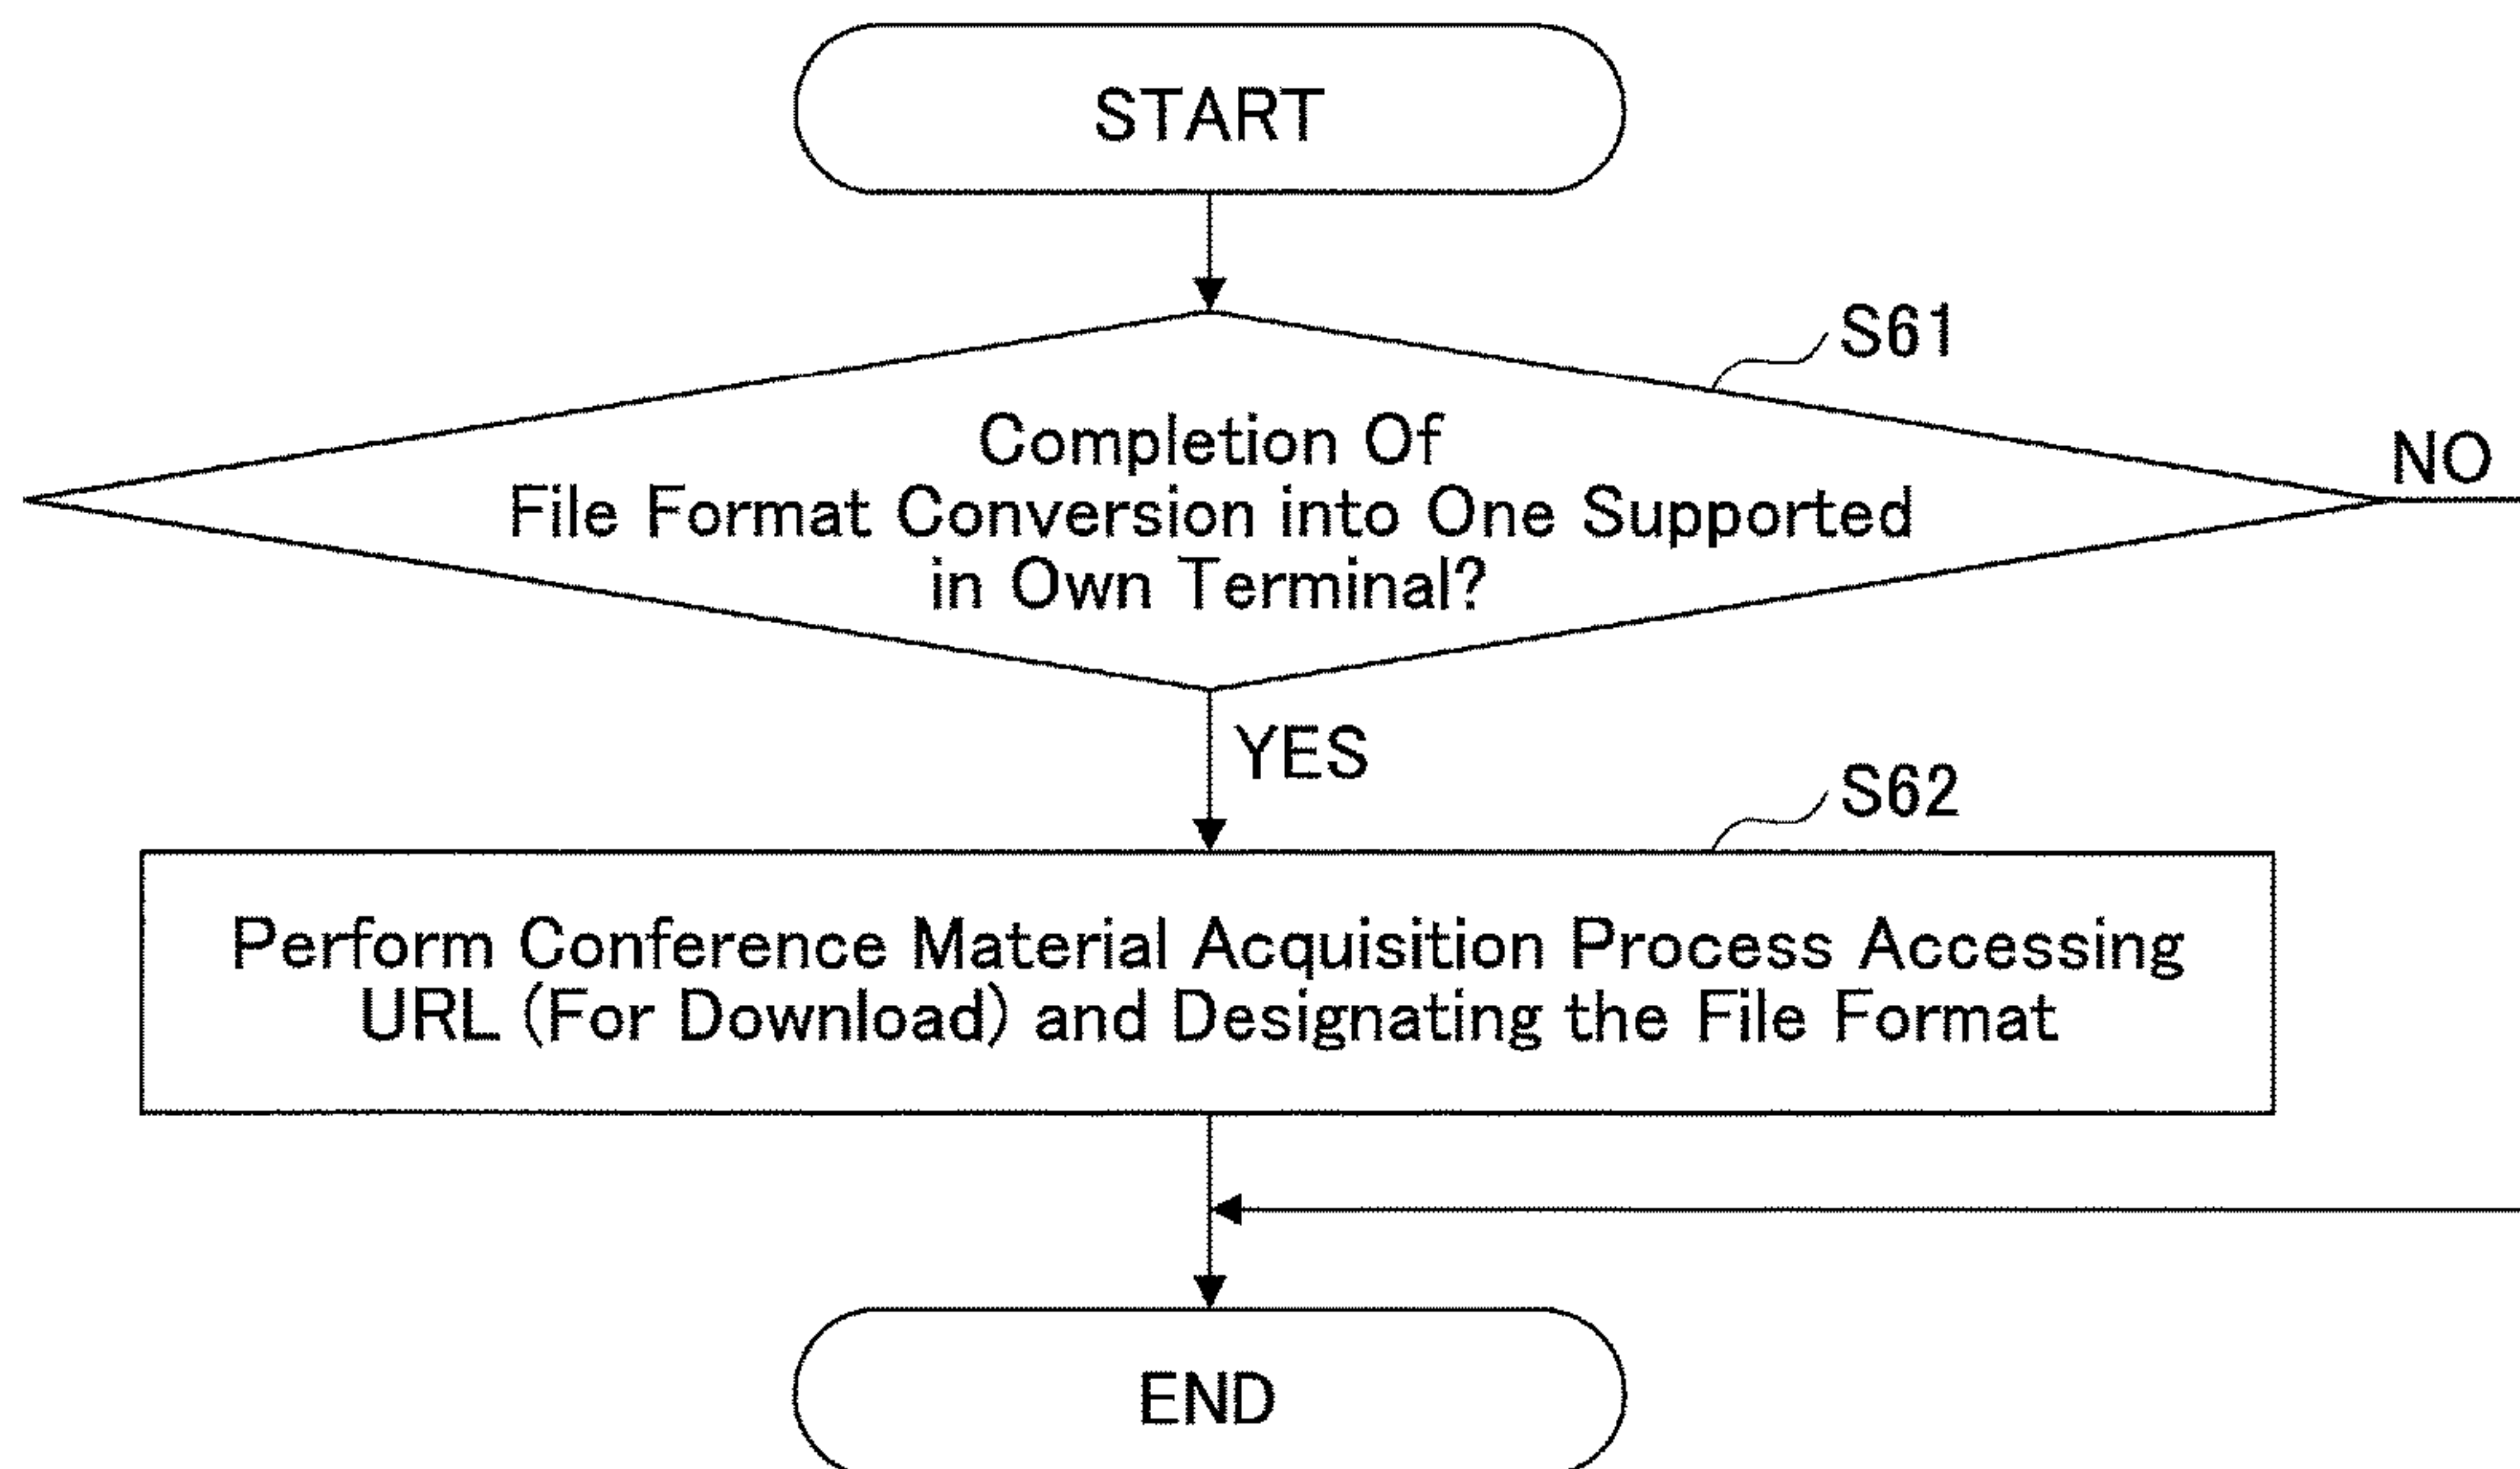 START
S61
Completion Of
File Format Conversion into One Supported
in Own Terminal?
NO
YES
S62
Perform Conference Material Acquisition Process Accessing
URL (For Download) and Designating the File Format
END